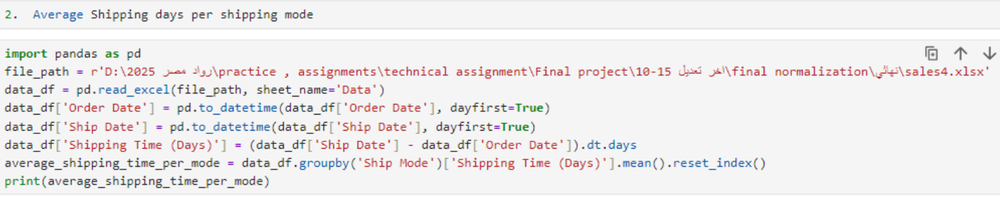 2.  Average Shipping days per shipping mode
import pandas as pd
file_path = r'D:\2025 رواد مصر\practice , assignments\technical assignment\Final project\10-15 اخر تعديل\final normalization\نهائي\sales4.xlsx'
data_df = pd.read_excel(file_path, sheet_name='Data')
data_df['Order Date'] = pd.to_datetime(data_df['Order Date'], dayfirst=True)
data_df['Ship Date'] = pd.to_datetime(data_df['Ship Date'], dayfirst=True)
data_df['Shipping Time (Days)'] = (data_df['Ship Date'] - data_df['Order Date']).dt.days
average_shipping_time_per_mode = data_df.groupby('Ship Mode')['Shipping Time (Days)'].mean().reset_index()
print(average_shipping_time_per_mode)